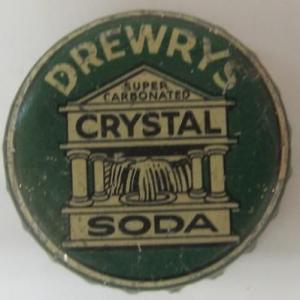 DREWRYS
SUPER
CARBONATED
CRYSTAL
SODA